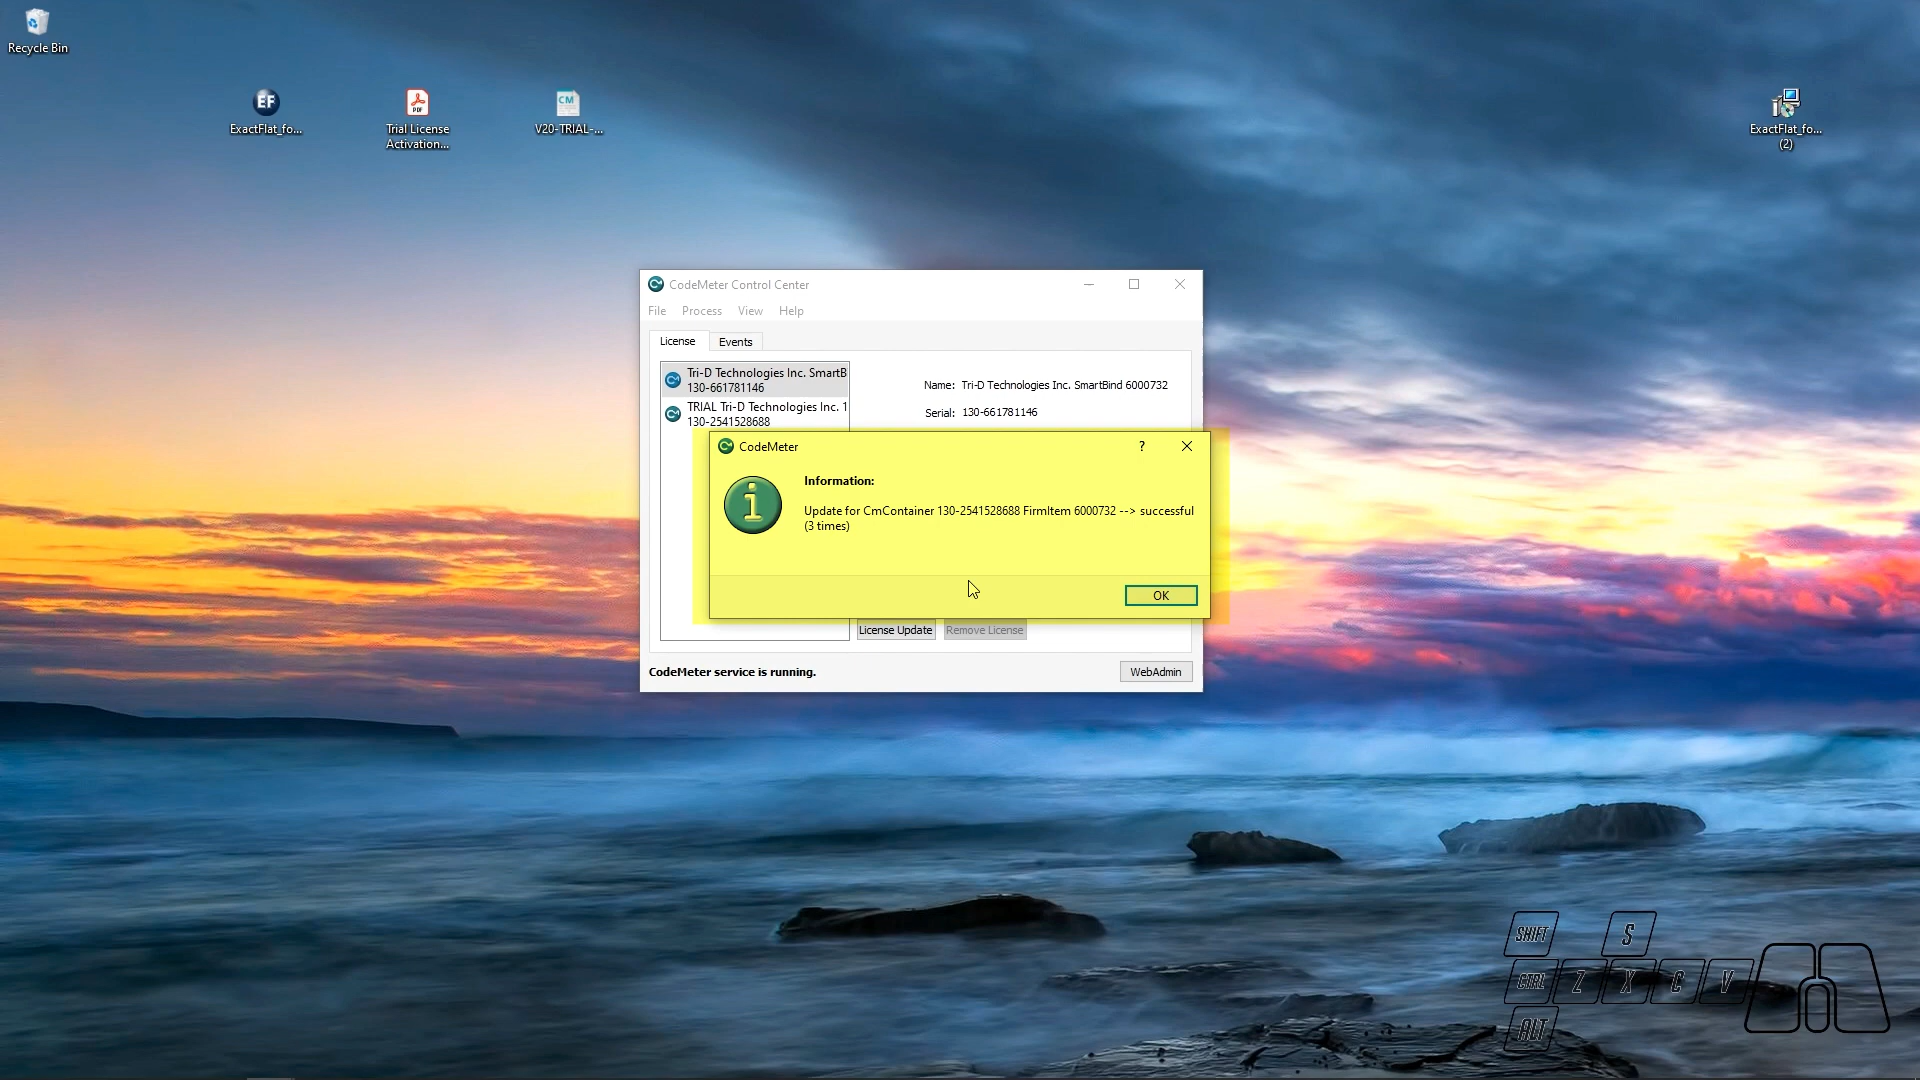 Recycle Bin
EF
ExactFlat_fo...
PDF
Trial License
Activation...
CM
V20-TRIAL-...
ExactFlat_fo...
(2)
CodeMeter Control Center
File Process View Help
License Events
Tri-D Technologies Inc. SmartB
130-661781146
TRIAL Tri-D Technologies Inc. 1
130-2541528688
Name: Tri-D Technologies Inc. SmartBind 6000732
Serial: 130-661781146
CodeMeter ?
Information:
Update for CmContainer 130-2541528688 FirmItem 6000732 --> successful
(3 times)
OK
License Update Remove License
CodeMeter service is running. WebAdmin
SHIFT S
CTRL Z X C V
ALT